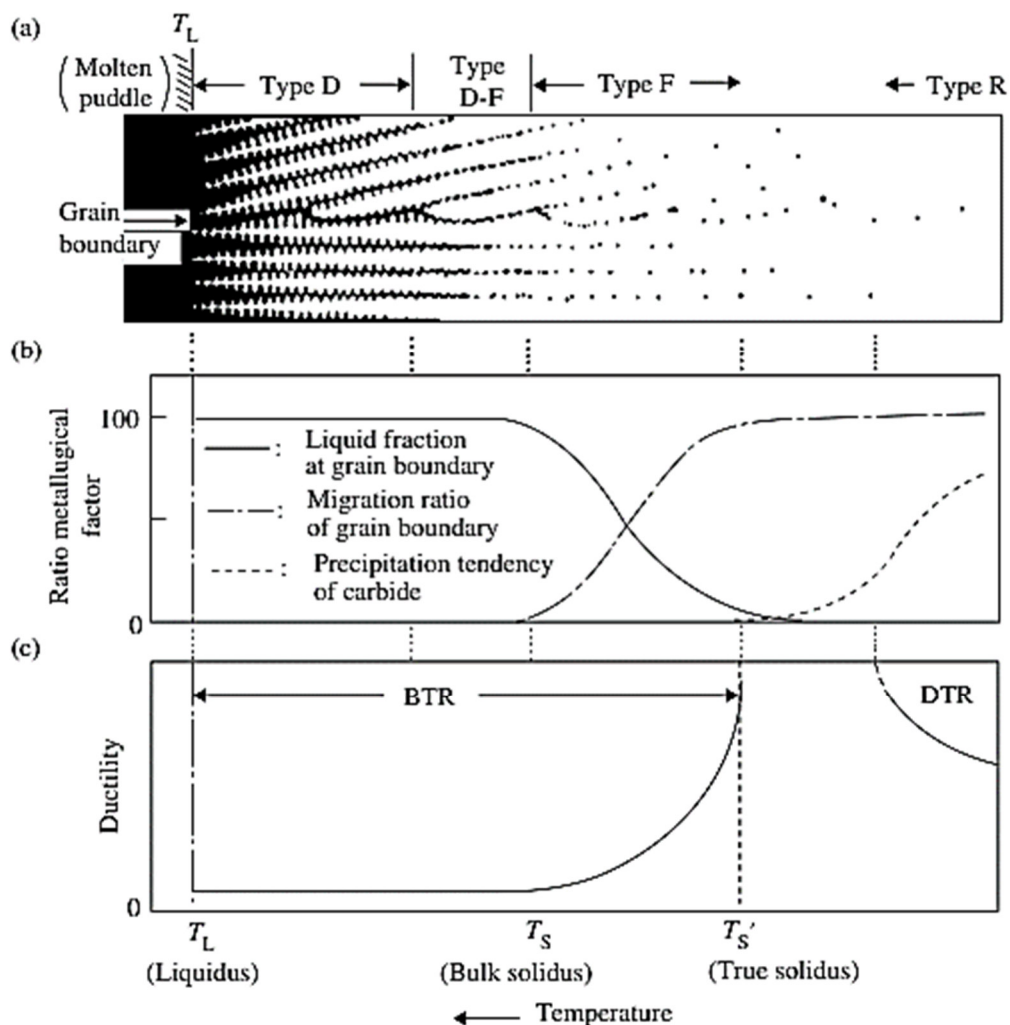 (a)
T_L
(Molten
puddle)
Type D
Type
D-F
Type F
Type R
Grain
boundary
(b)
100
0
Ratio metallugical
factor
: Liquid fraction
at grain boundary
: Migration ratio
of grain boundary
: Precipitation tendency
of carbide
(c)
BTR
DTR
Ductility
0
T_L
(Liquidus)
T_S
(Bulk solidus)
T_S'
(True solidus)
Temperature